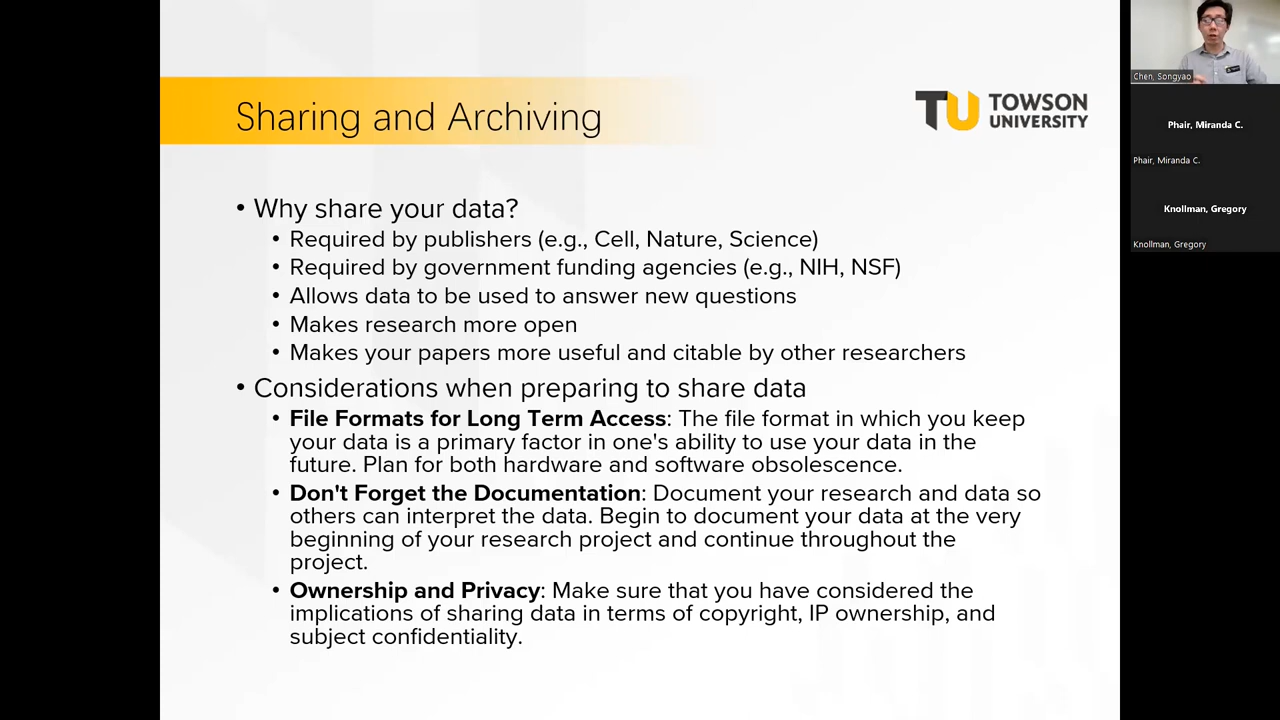 Sharing and Archiving
TOWSON
UNIVERSITY
• Why share your data?
• Required by publishers (e.g., Cell, Nature, Science)
• Required by government funding agencies (e.g., NIH, NSF)
• Allows data to be used to answer new questions
• Makes research more open
• Makes your papers more useful and citable by other researchers
• Considerations when preparing to share data
• File Formats for Long Term Access: The file format in which you keep
your data is a primary factor in one's ability to use your data in the
future. Plan for both hardware and software obsolescence.
• Don't Forget the Documentation: Document your research and data so
others can interpret the data. Begin to document your data at the very
beginning of your research project and continue throughout the
project.
• Ownership and Privacy: Make sure that you have considered the
implications of sharing data in terms of copyright, IP ownership, and
subject confidentiality.
Chen, Songyao
Phair, Miranda C.
Phair, Miranda C.
Knollman, Gregory
Knollman, Gregory